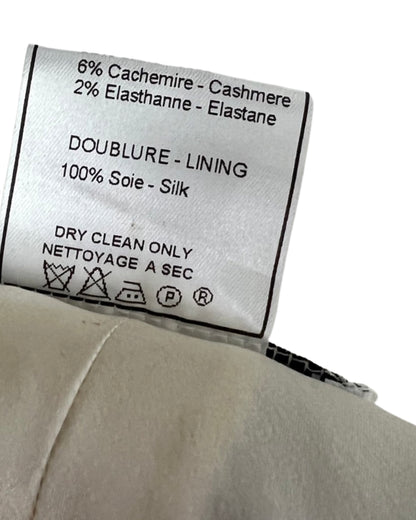 6% Cachemire - Cashmere
2% Elasthanne - Elastane
DOUBLURE - LINING
100% Soie - Silk
DRY CLEAN ONLY
NETTOYAGE A SEC
P R